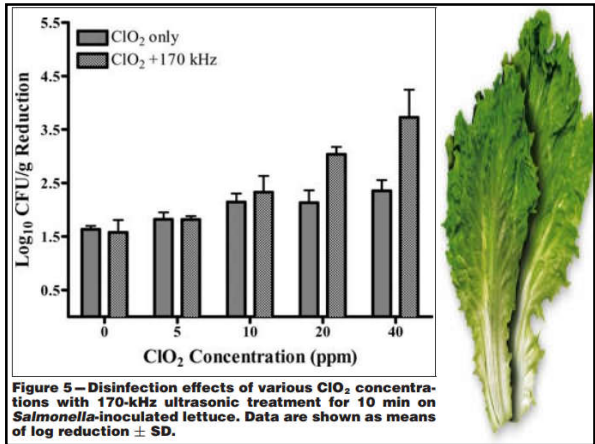 5.5
ClO₂ only
ClO₂ +170 kHz
4.5
3.5
2.5
1.5
0.5
Log₁₀ CFU/g Reduction
0 5 10 20 40
ClO₂ Concentration (ppm)
Figure 5—Disinfection effects of various ClO₂ concentra-
tions with 170-kHz ultrasonic treatment for 10 min on
Salmonella-inoculated lettuce. Data are shown as means
of log reduction ± SD.